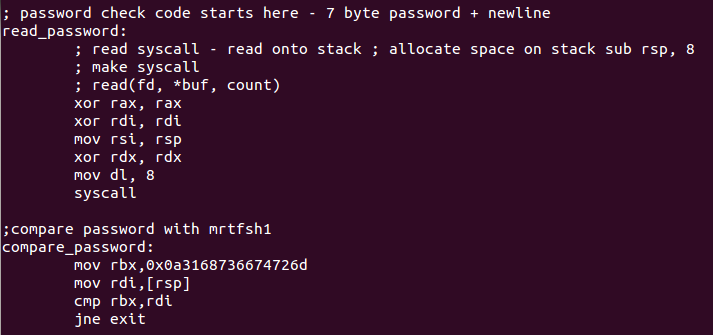 ; password check code starts here - 7 byte password + newline
read_password:
; read syscall - read onto stack ; allocate space on stack sub rsp, 8
; make syscall
; read(fd, *buf, count)
xor rax, rax
xor rdi, rdi
mov rsi, rsp
xor rdx, rdx
mov dl, 8
syscall
;compare password with mrtfsh1
compare_password:
mov rbx,0x0a3168736674726d
mov rdi,[rsp]
cmp rbx,rdi
jne exit